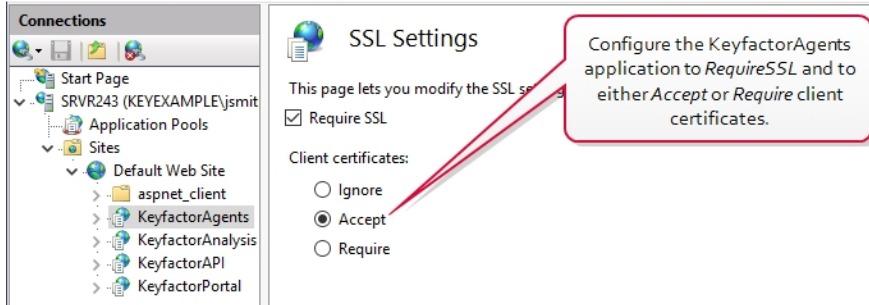 Connections
Start Page
SRVR243 (KEYEXAMPLE\jsmit
Application Pools
Sites
Default Web Site
aspnet_client
KeyfactorAgents
KeyfactorAnalysis
KeyfactorAPI
KeyfactorPortal
SSL Settings
This page lets you modify the SSL se
Require SSL
Client certificates:
Ignore
Accept
Require
Configure the KeyfactorAgents
application to RequireSSL and to
either Accept or Require client
certificates.